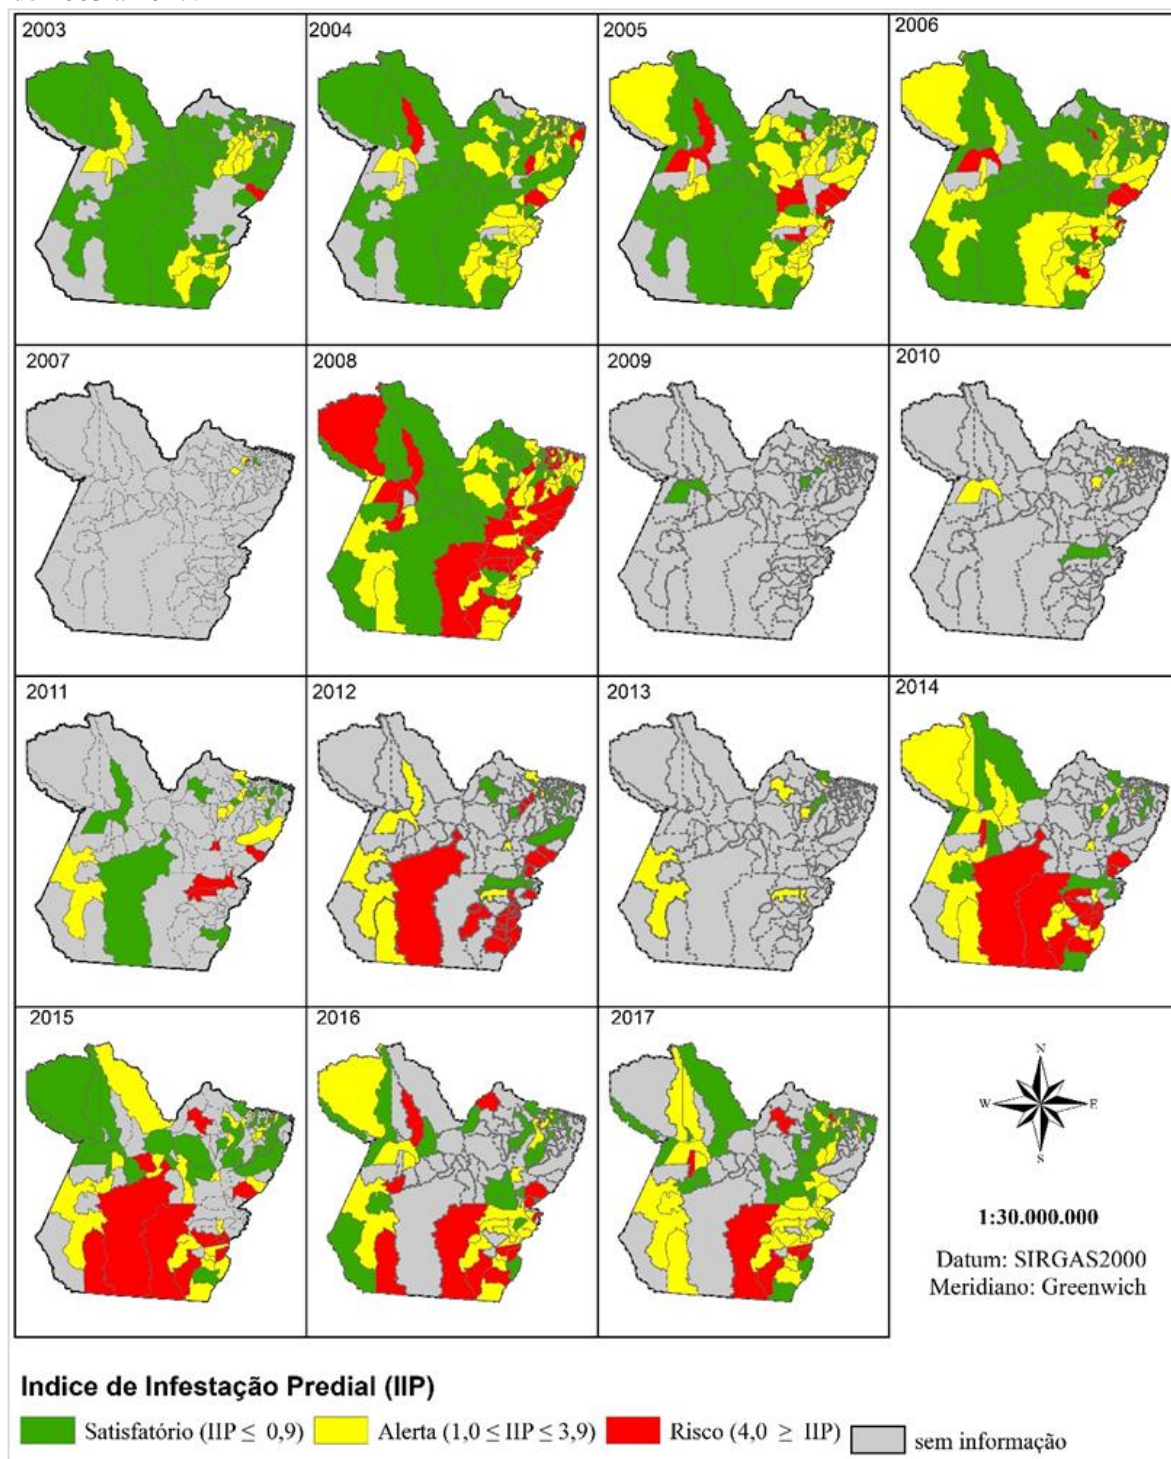 2003
2004
2005
2006
2007
2008
2009
2010
2011
2012
2013
2014
2015
2016
2017
N
W E
S
1:30.000.000
Datum: SIRGAS2000
Meridiano: Greenwich
Indice de Infestação Predial (IIP)
Satisfatório (IIP ≤ 0,9) Alerta (1,0 ≤ IIP ≤ 3,9) Risco (4,0 ≥ IIP) sem informação